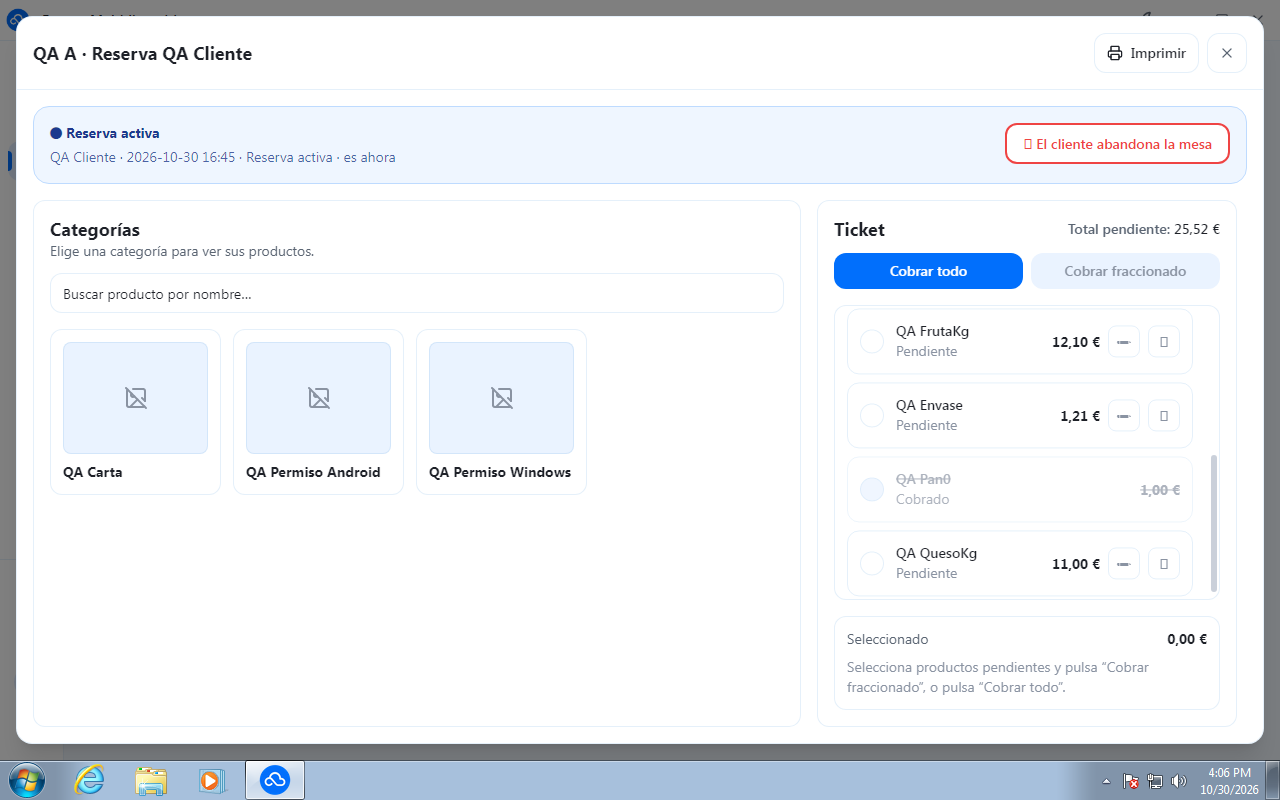 QA A · Reserva QA Cliente
Imprimir
Reserva activa
QA Cliente · 2026-10-30 16:45 · Reserva activa · es ahora
El cliente abandona la mesa
Categorías
Elige una categoría para ver sus productos.
Buscar producto por nombre...
QA Carta
QA Permiso Android
QA Permiso Windows
Ticket
Total pendiente: 25,52 €
Cobrar todo
Cobrar fraccionado
QA FrutaKg
Pendiente
12,10 €
QA Envase
Pendiente
1,21 €
QA Pan0
Cobrado
1,00 €
QA QuesoKg
Pendiente
11,00 €
Seleccionado
0,00 €
Selecciona productos pendientes y pulsa “Cobrar
fraccionado”, o pulsa “Cobrar todo”.
4:06 PM
10/30/2026